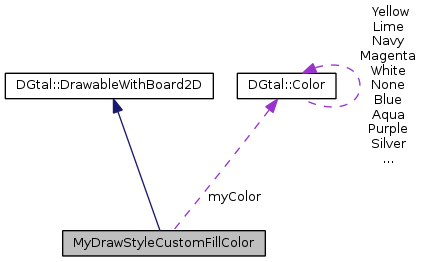 Yellow
Lime
Navy
Magenta
White
None
Blue
Aqua
Purple
Silver
...
DGtal::DrawableWithBoard2D
DGtal::Color
myColor
MyDrawStyleCustomFillColor